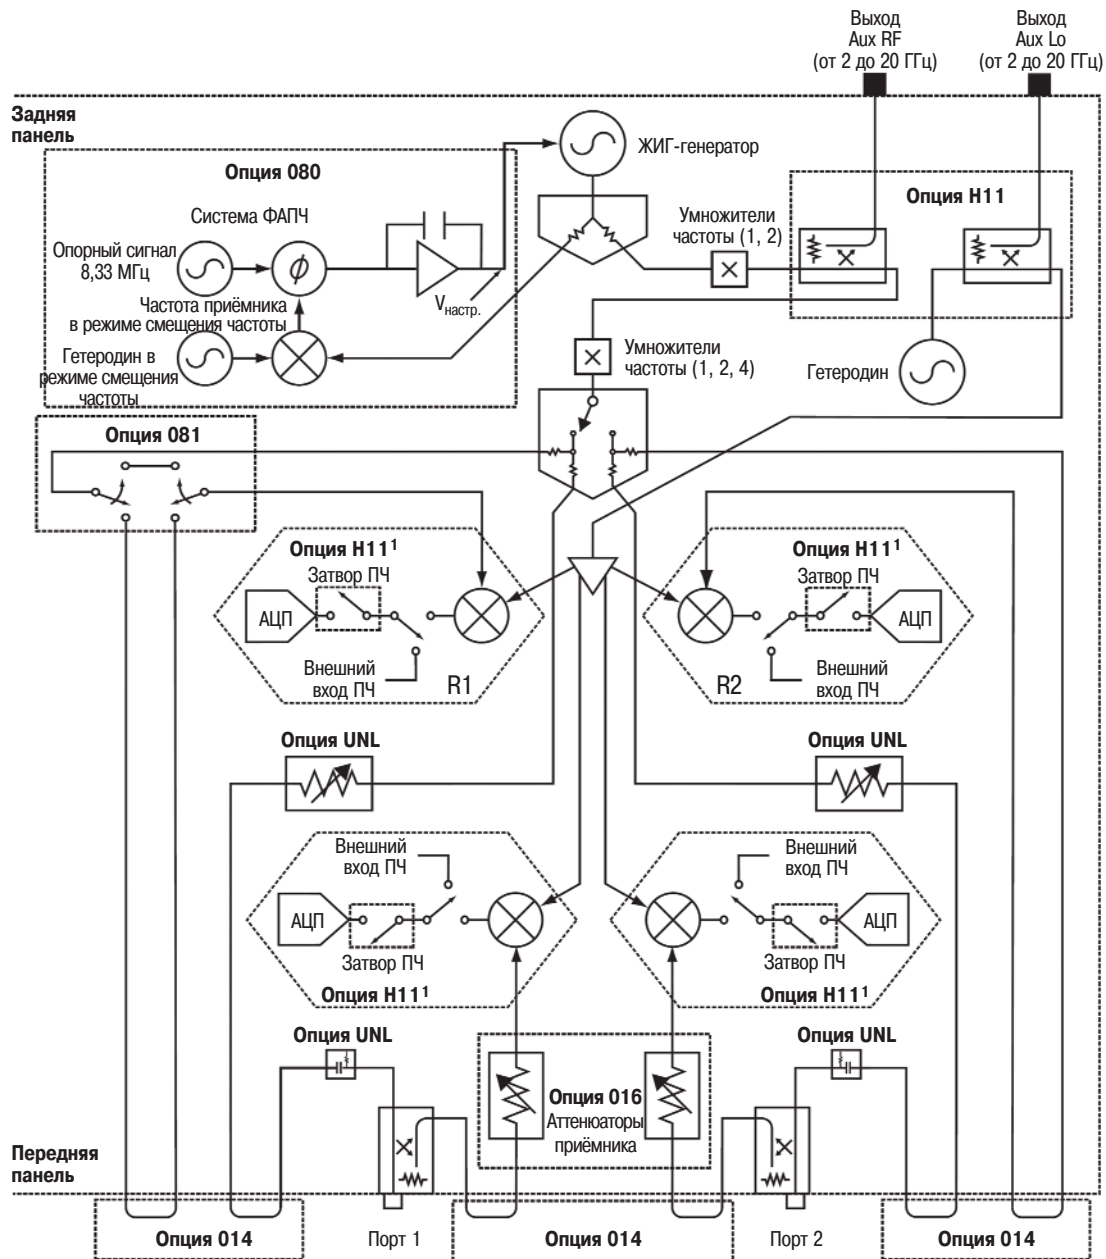 Выход
Aux RF
(от 2 до 20 ГГц)
Выход
Aux Lo
(от 2 до 20 ГГц)
Задняя
панель
Опция 080
ЖИГ-генератор
Опция H11
Система ФАПЧ
Умножители
частоты (1, 2)
Опорный сигнал
8,33 МГц
ϕ
Vнастр.
Частота приёмника
в режиме смещения частоты
Гетеродин в
режиме смещения
частоты
Умножители
частоты (1, 2, 4)
Гетеродин
Опция 081
Опция H11¹
Затвор ПЧ
АЦП
Внешний
вход ПЧ
R1
Опция H11¹
Затвор ПЧ
АЦП
Внешний
вход ПЧ
R2
Опция UNL
Опция UNL
Внешний
вход ПЧ
АЦП
Затвор ПЧ
Опция H11¹
Внешний
вход ПЧ
АЦП
Затвор ПЧ
Опция H11¹
Опция UNL
Опция UNL
Опция 016
Аттенюаторы
приёмника
Передняя
панель
Опция 014
Порт 1
Опция 014
Порт 2
Опция 014